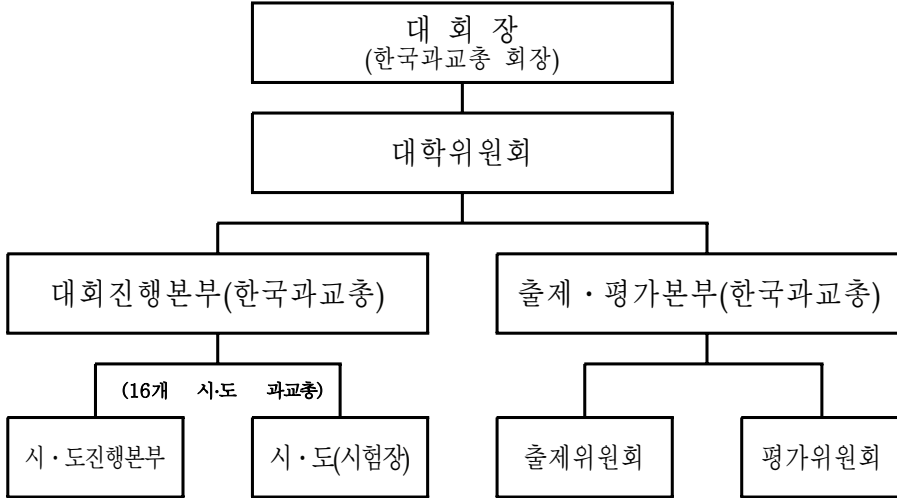 대 회 장
(한국과교총 회장)
대학위원회
대회진행본부(한국과교총)
출제·평가본부(한국과교총)
(16개 시·도 과교총)
시·도진행본부
시·도(시험장)
출제위원회
평가위원회